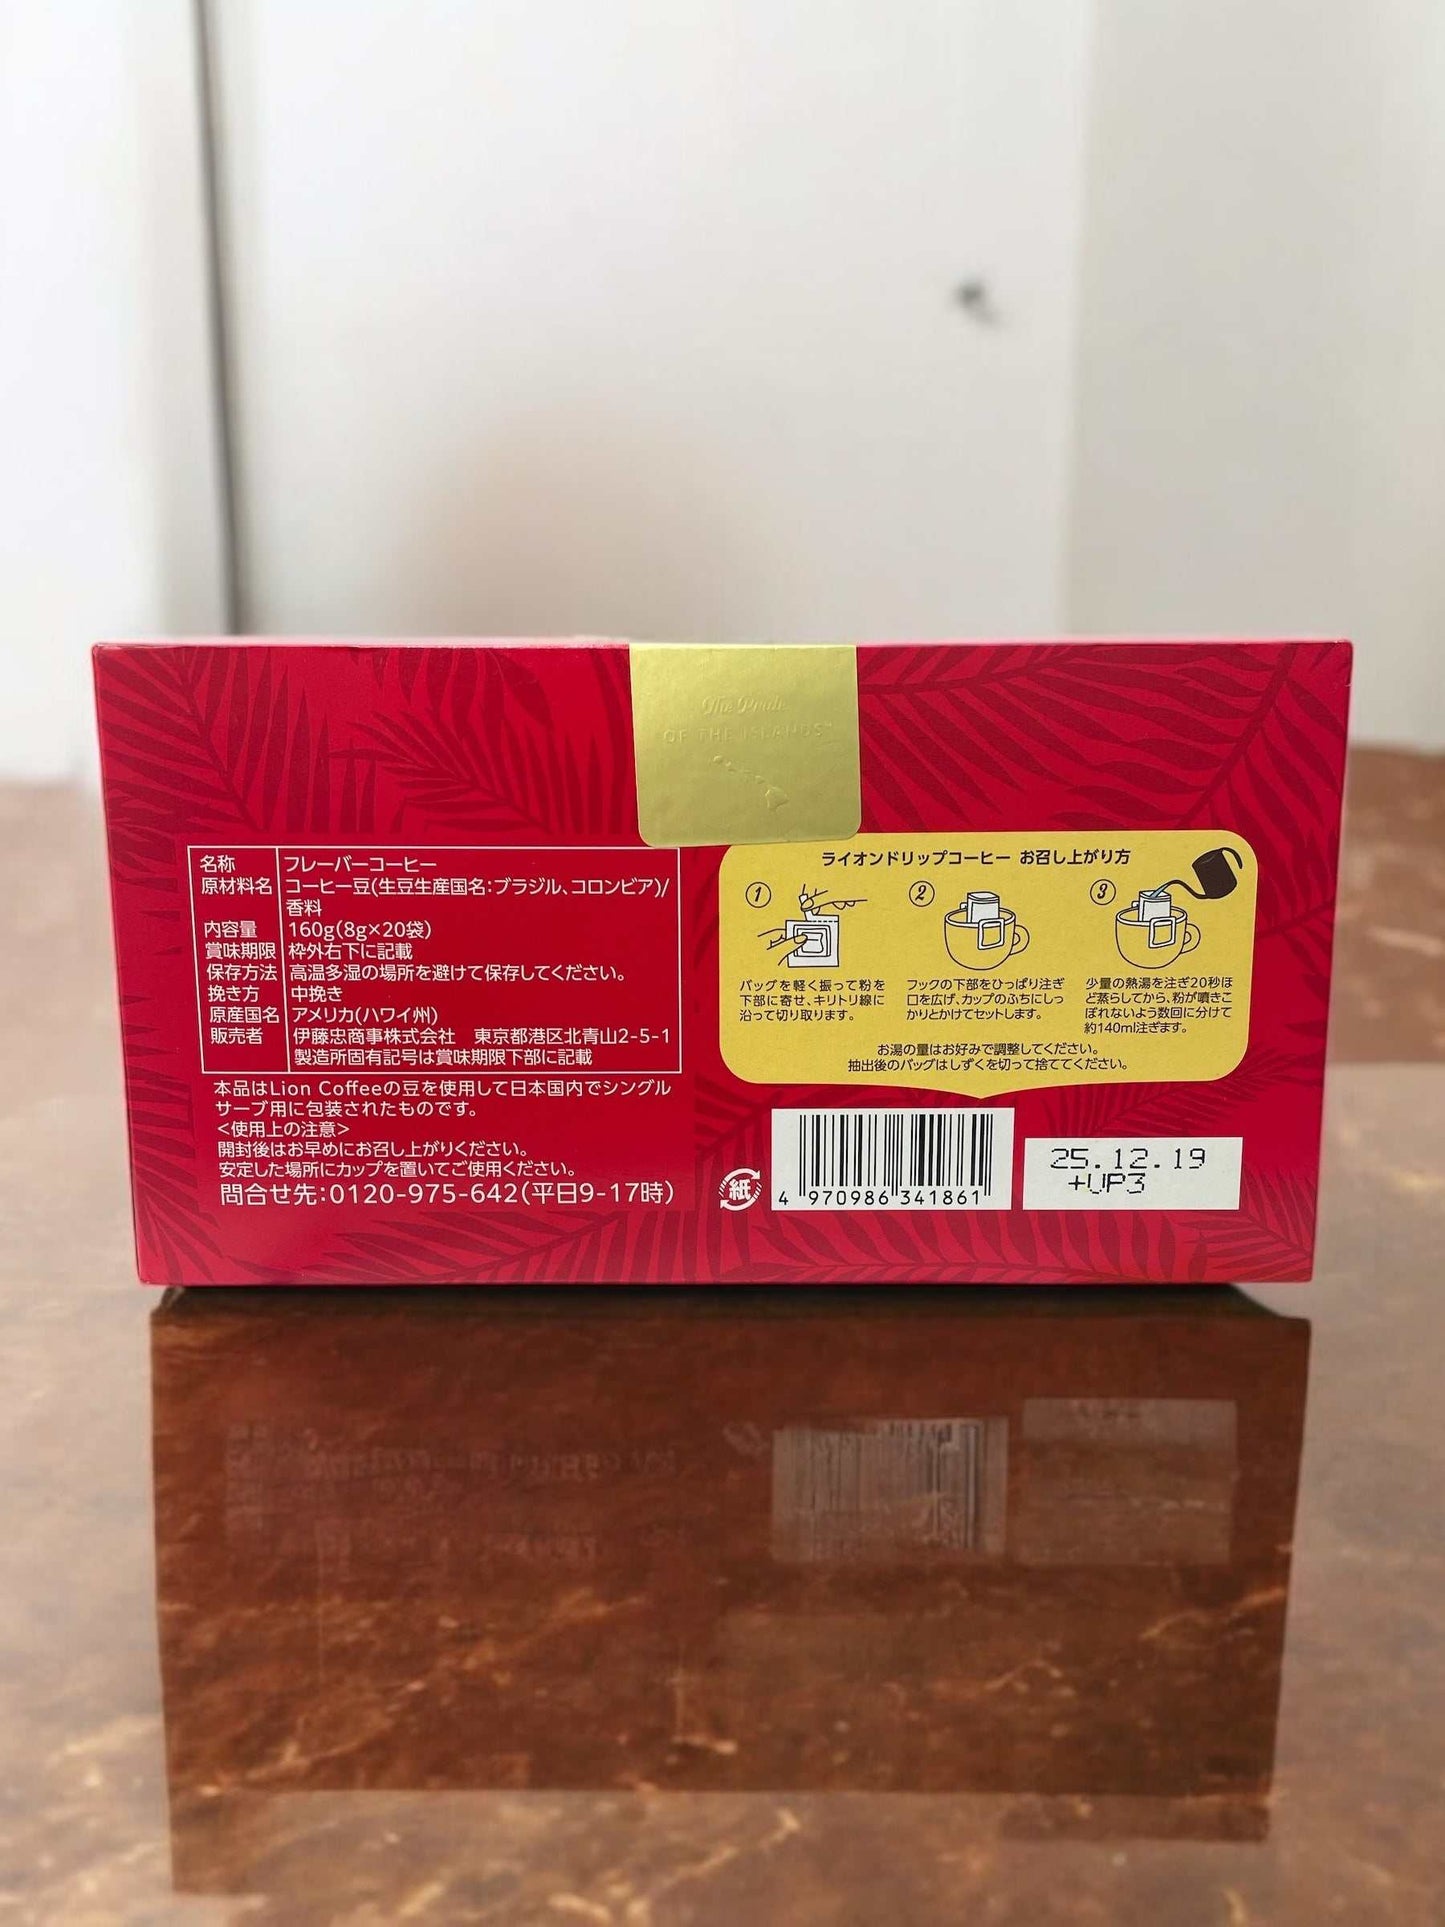 The Pride
OF THE ISLANDS™
名称 フレーバーコーヒー
原材料名 コーヒー豆(生豆生産国名:ブラジル、コロンビア)/
香料
内容量 160g(8g×20袋)
賞味期限 枠外右下に記載
保存方法 高温多湿の場所を避けて保存してください。
挽き方 中挽き
原産国名 アメリカ(ハワイ州)
販売者 伊藤忠商事株式会社 東京都港区北青山2-5-1
製造所固有記号は賞味期限下部に記載
本品はLion Coffeeの豆を使用して日本国内でシングル
サーブ用に包装されたものです。
<使用上の注意>
開封後はお早めにお召し上がりください。
安定した場所にカップを置いてご使用ください。
問合せ先:0120-975-642(平日9-17時)
ライオンドリップコーヒー お召し上がり方
1
バッグを軽く振って粉を
下部に寄せ、キリトリ線に
沿って切り取ります。
2
フックの下部をひっぱり注ぎ
口を広げ、カップのふちにしっ
かりとかけてセットします。
3
少量の熱湯を注ぎ20秒ほ
ど蒸らしてから、粉が噴きこ
ぼれないよう数回に分けて
約140ml注ぎます。
お湯の量はお好みで調整してください。
抽出後のバッグはしずくを切って捨ててください。
紙
4 970986 341861
25.12.19
+UP3